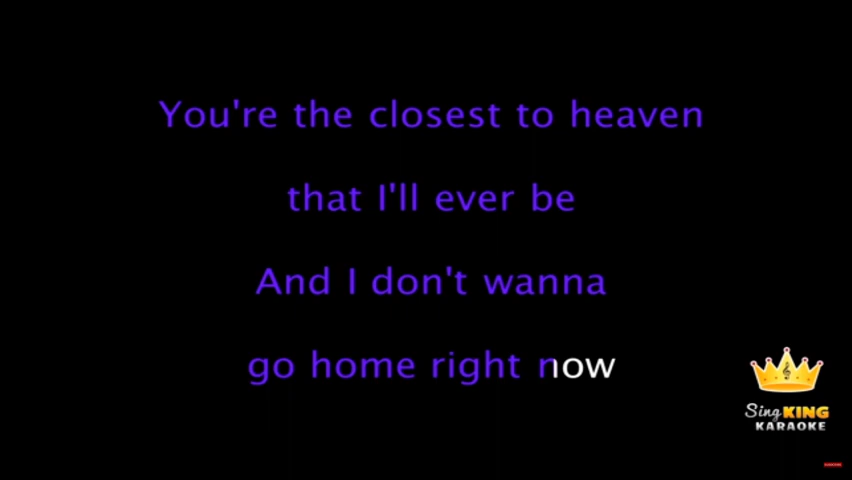 You're the closest to heaven
that I'll ever be
And I don't wanna
go home right now
Sing KING
KARAOKE